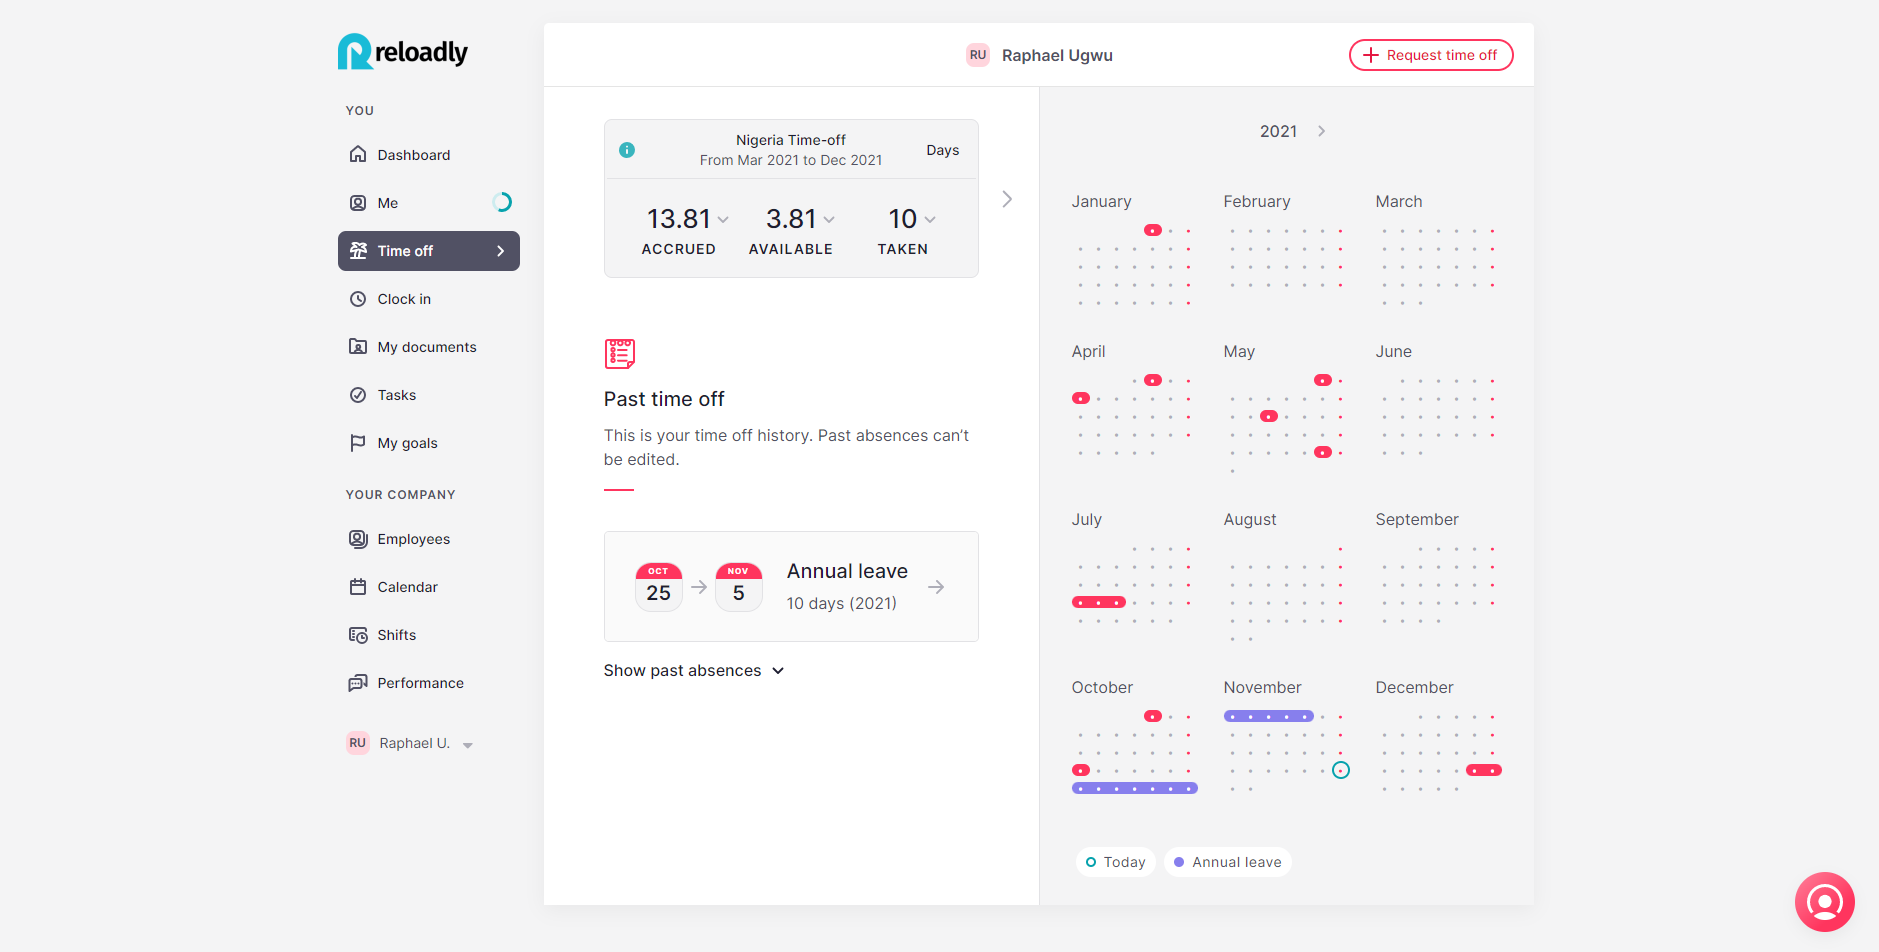 reloadly
YOU
Dashboard
Me
Time off
Clock in
My documents
Tasks
My goals
YOUR COMPANY
Employees
Calendar
Shifts
Performance
RU Raphael U.
RU Raphael Ugwu
Request time off
Nigeria Time-off
From Mar 2021 to Dec 2021
Days
13.81 3.81 10
ACCRUED AVAILABLE TAKEN
Past time off
This is your time off history. Past absences can’t
be edited.
OCT 25
NOV 5
Annual leave
10 days (2021)
Show past absences
2021
January February March
April May June
July August September
October November December
Today Annual leave